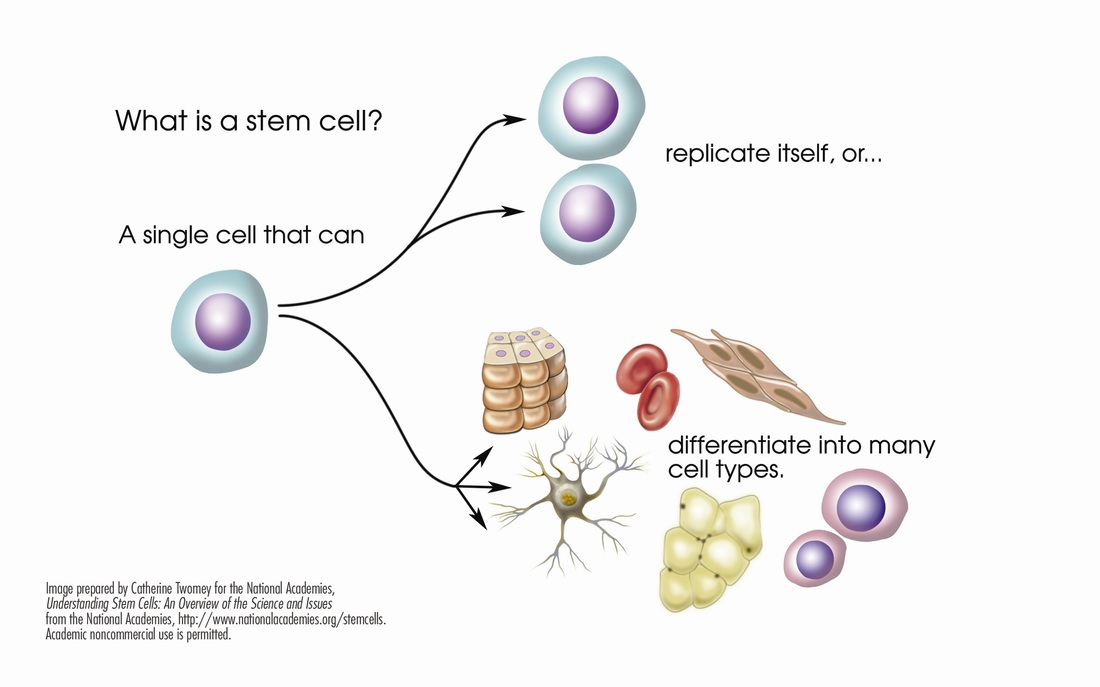 What is a stem cell?
replicate itself, or...
A single cell that can
differentiate into many
cell types.
Image prepared by Catherine Twomey for the National Academies,
Understanding Stem Cells: An Overview of the Science and Issues
from the National Academies, http://www.nationalacademies.org/stemcells.
Academic noncommercial use is permitted.